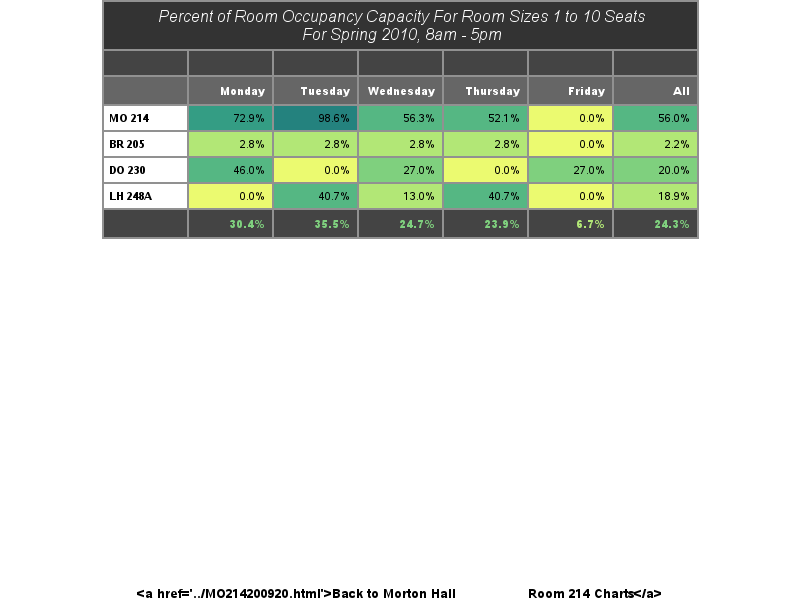 Percent of Room Occupancy Capacity For Room Sizes 1 to 10 Seats
For Spring 2010, 8am - 5pm
Monday Tuesday Wednesday Thursday Friday All
MO 214 72.9% 98.6% 56.3% 52.1% 0.0% 56.0%
BR 205 2.8% 2.8% 2.8% 2.8% 0.0% 2.2%
DO 230 46.0% 0.0% 27.0% 0.0% 27.0% 20.0%
LH 248A 0.0% 40.7% 13.0% 40.7% 0.0% 18.9%
30.4% 35.5% 24.7% 23.9% 6.7% 24.3%
<a href='../MO214200920.html'>Back to Morton Hall Room 214 Charts</a>